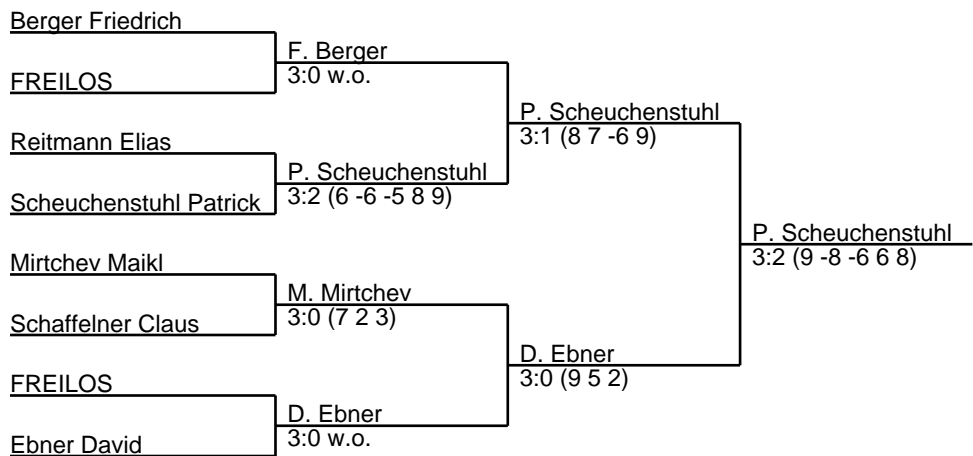 Berger Friedrich
FREILOS
Reitmann Elias
Scheuchenstuhl Patrick
Mirtchev Maikl
Schaffelner Claus
FREILOS
Ebner David
F. Berger
3:0 w.o.
P. Scheuchenstuhl
3:2 (6 -6 -5 8 9)
M. Mirtchev
3:0 (7 2 3)
D. Ebner
3:0 w.o.
P. Scheuchenstuhl
3:1 (8 7 -6 9)
D. Ebner
3:0 (9 5 2)
P. Scheuchenstuhl
3:2 (9 -8 -6 6 8)